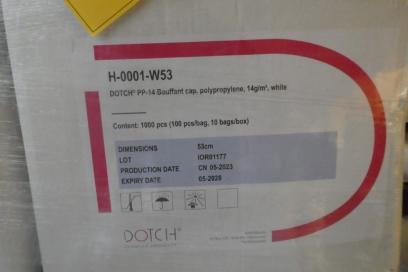 H-0001-W53
DOTCH® PP-14 Bouffant cap, polypropylene, 14g/m², white
Content: 1000 pcs (100 pcs/bag, 10 bags/box)
DIMENSIONS 53cm
LOT IOR01177
PRODUCTION DATE CN 05-2023
EXPIRY DATE 05-2028
DOTCH®